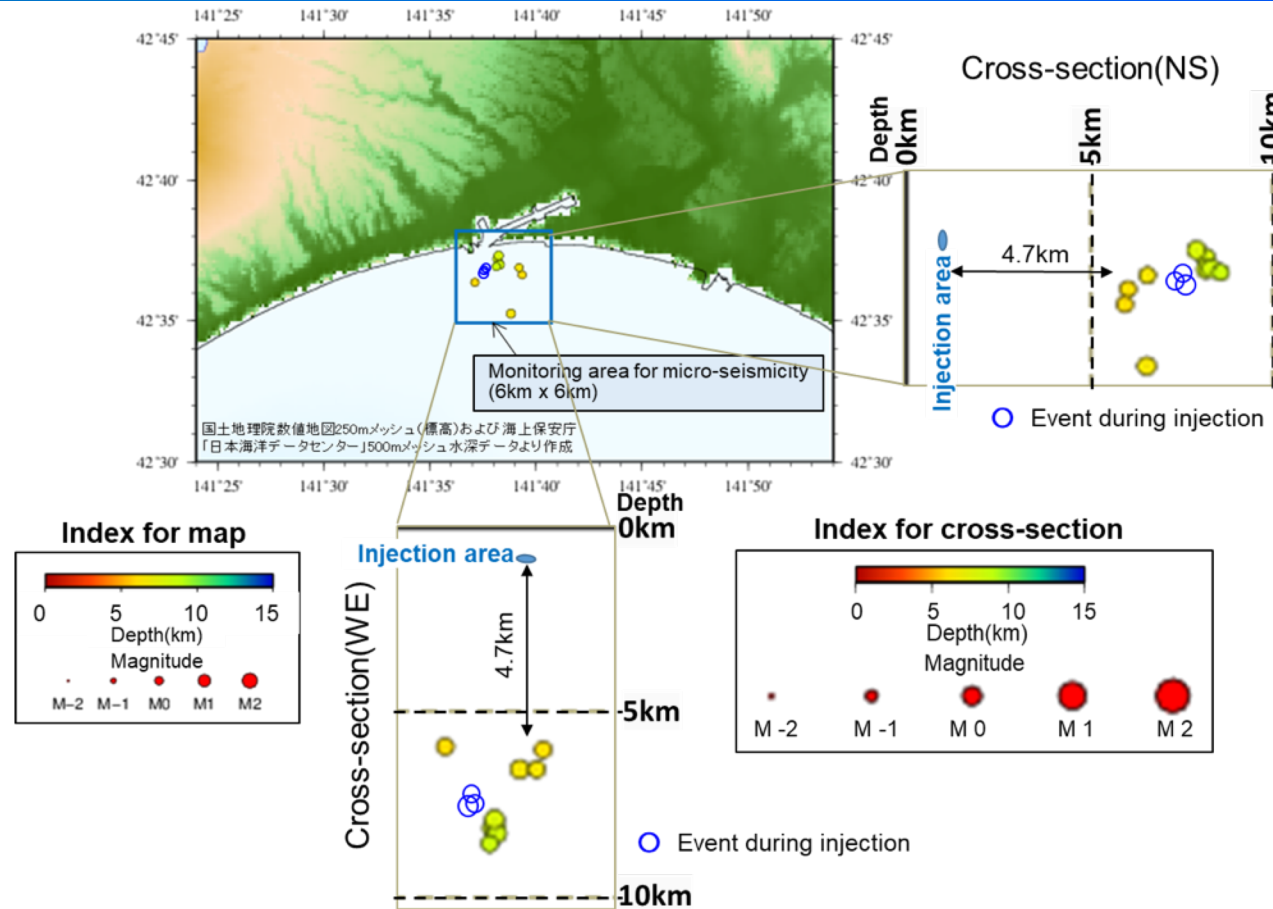 141°25' 141°30' 141°35' 141°40' 141°45' 141°50'
42°45' 42°45'
Cross-section(NS)
Depth
0km
5km
10km
42°40' 42°40'
4.7km
Injection area
42°35' 42°35'
Monitoring area for micro-seismicity
(6km x 6km)
Event during injection
国土地理院数値地図250mメッシュ(標高)および海上保安庁
「日本海洋データセンター」500mメッシュ水深データより作成
42°30' 42°30'
141°25' 141°30' 141°35' 141°40' 141°45' 141°50'
Depth
0km
Injection area
Cross-section(WE)
4.7km
5km
10km
Event during injection
Index for map
0 5 10 15
Depth(km)
Magnitude
M-2 M-1 M0 M1 M2
Index for cross-section
0 5 10 15
Depth(km)
Magnitude
M -2 M -1 M 0 M 1 M 2